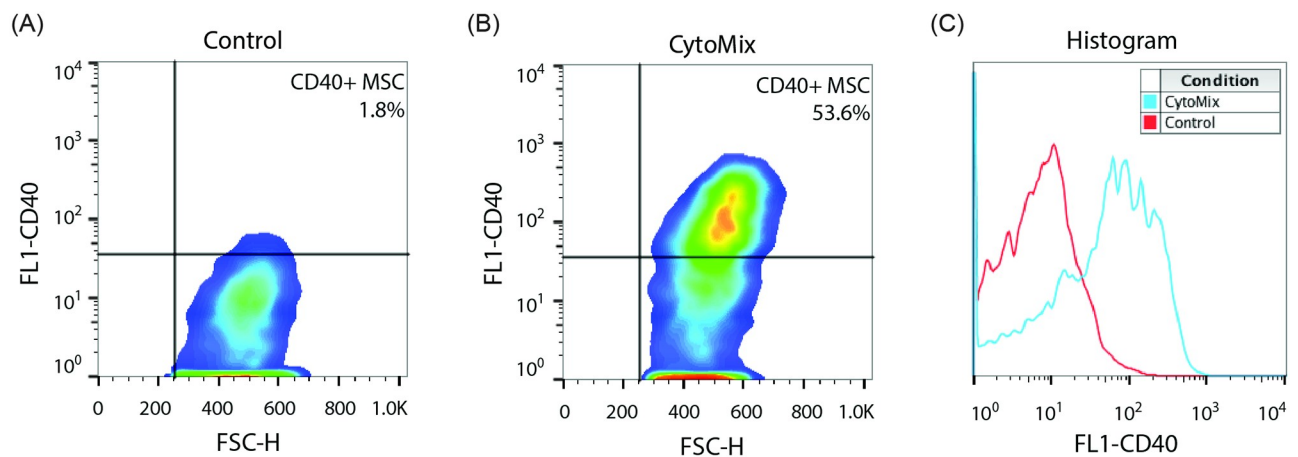 (A)
Control
CD40+ MSC
1.8%
10⁴
10³
10²
10¹
10⁰
FL1-CD40
0 200 400 600 800 1.0K
FSC-H
(B)
CytoMix
CD40+ MSC
53.6%
10⁴
10³
10²
10¹
10⁰
FL1-CD40
0 200 400 600 800 1.0K
FSC-H
(C)
Histogram
Condition
CytoMix
Control
10⁰ 10¹ 10² 10³ 10⁴
FL1-CD40